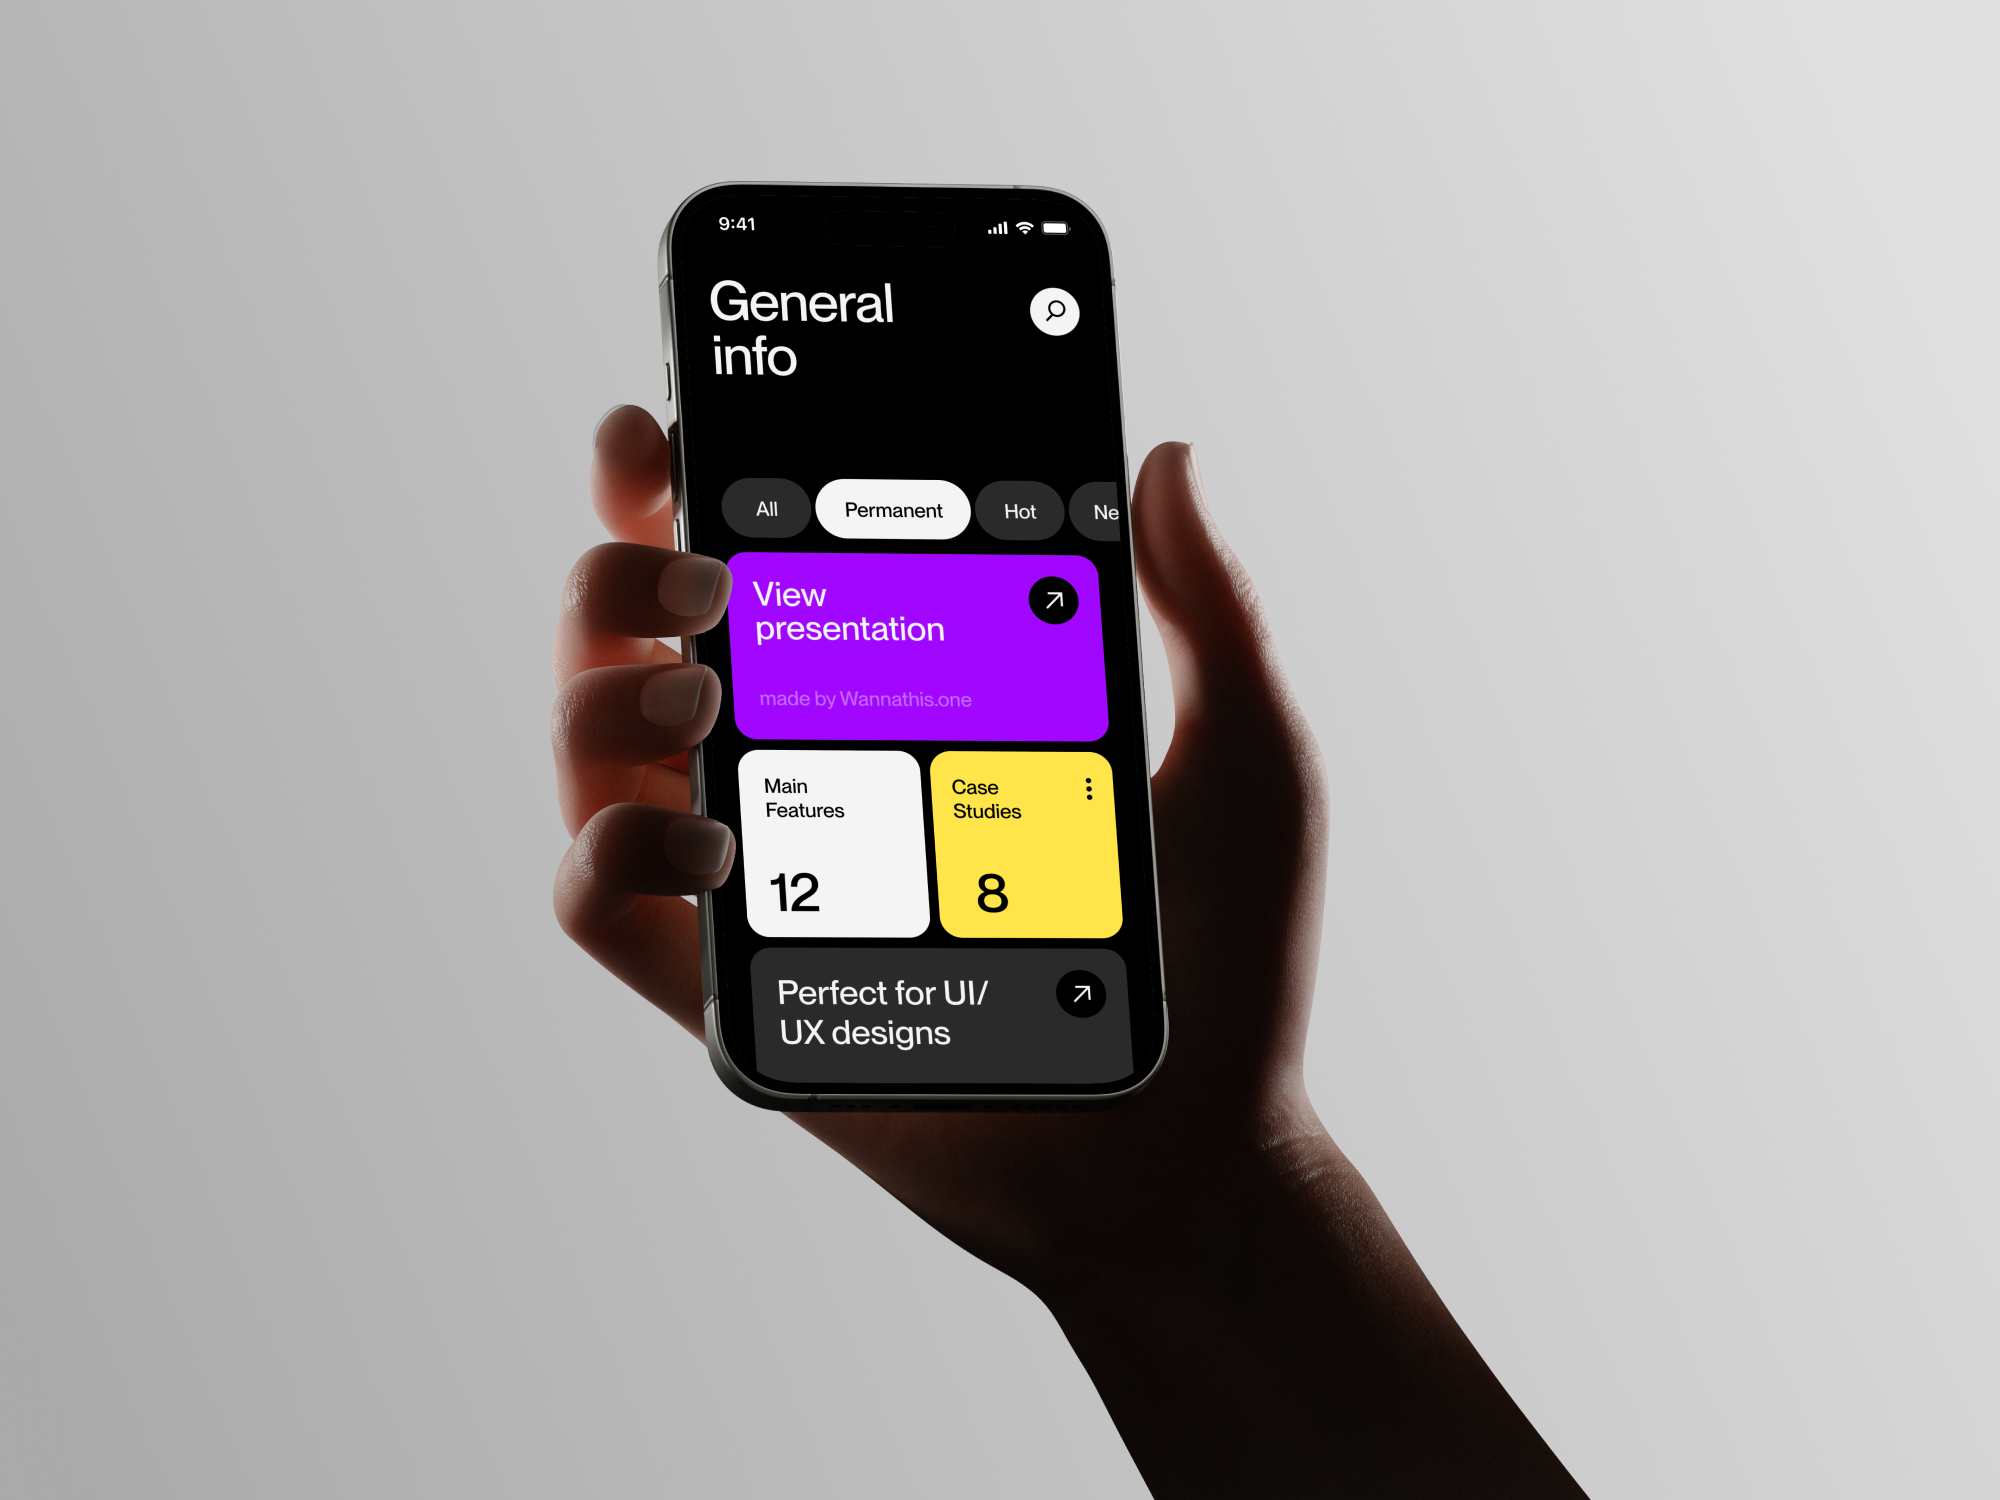 9:41
General
info
All
Permanent
Hot
Ne
View
presentation
made by Wannathis.one
Main
Features
12
Case
Studies
8
Perfect for UI/
UX designs